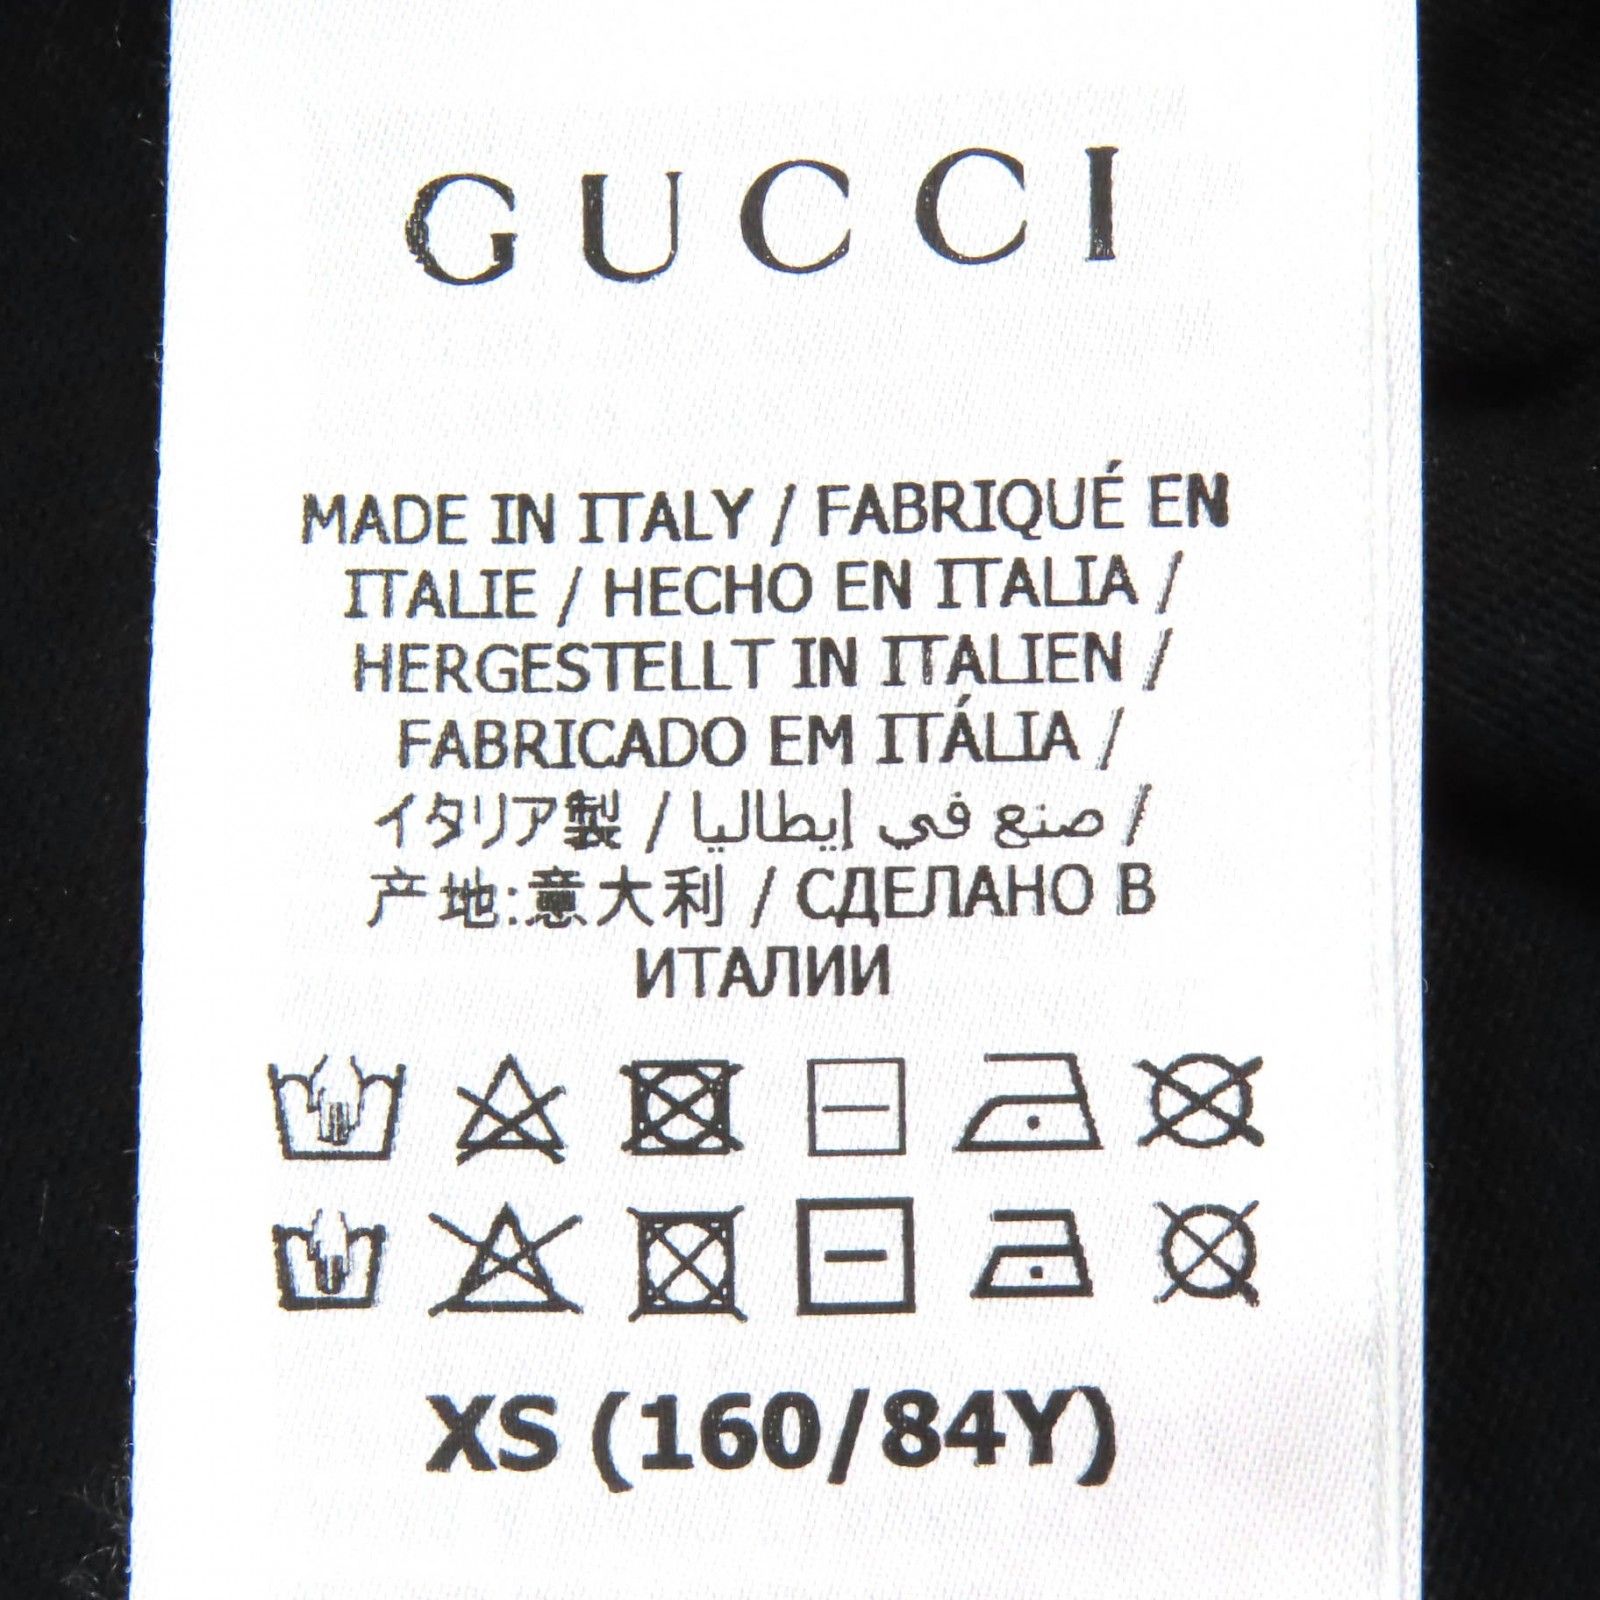 GUCCI
MADE IN ITALY / FABRIQUÉ EN
ITALIE / HECHO EN ITALIA /
HERGESTELLT IN ITALIEN /
FABRICADO EM ITÁLIA /
イタリア製 / صنع في إيطاليا /
产地:意大利 / СДЕЛАНО В
ИТАЛИИ
XS (160/84Y)